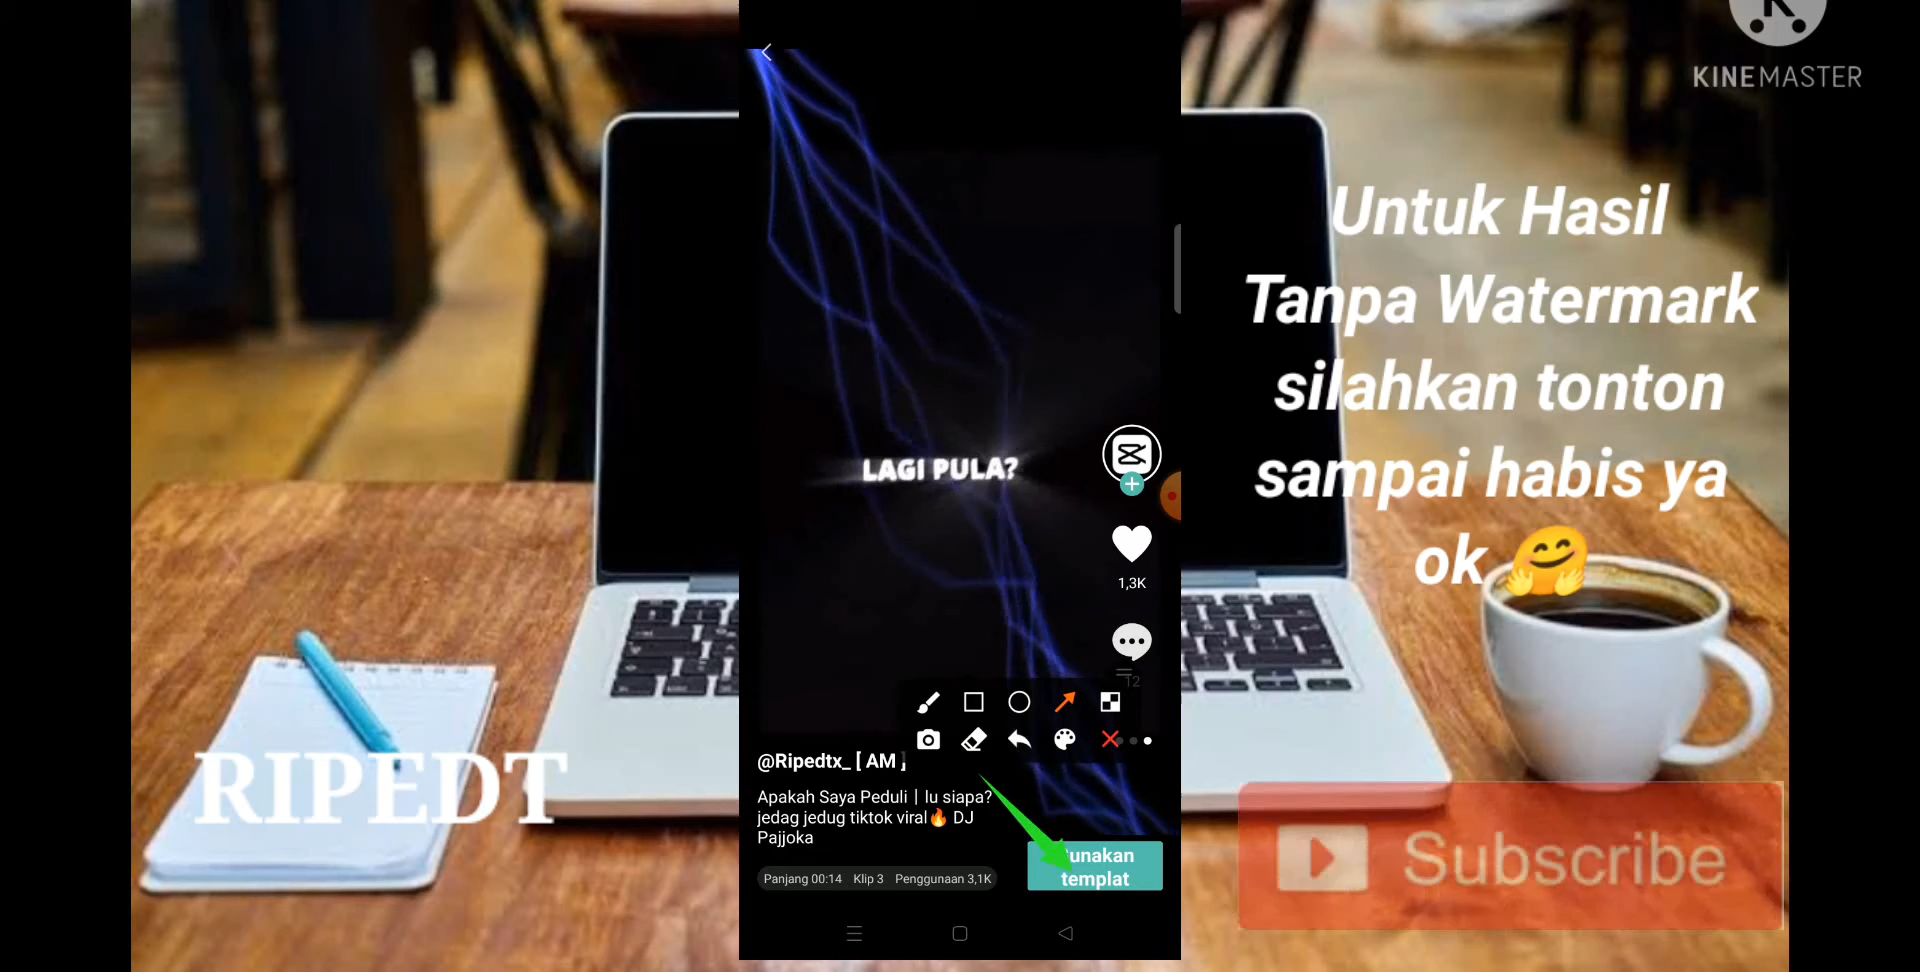 KINEMASTER
Untuk Hasil
Tanpa Watermark
silahkan tonton
sampai habis ya
ok 🤗
LAGI PULA?
1,3K
12
@Ripedtx_ [ AM ]
Apakah Saya Peduli | lu siapa?
jedag jedug tiktok viral🔥 DJ
Pajjoka
Panjang 00:14 Klip 3 Penggunaan 3,1K
templat
RIPEDT
Subscribe